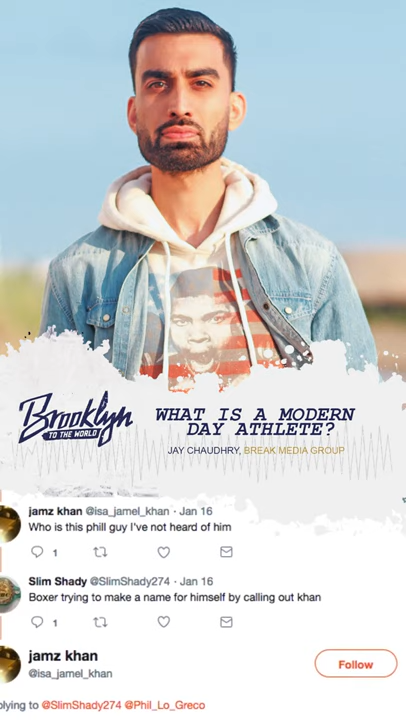 Brooklyn
TO THE WORLD
WHAT IS A MODERN
DAY ATHLETE?
JAY CHAUDHRY, BREAK MEDIA GROUP
jamz khan @isa_jamel_khan · Jan 16
Who is this phill guy I've not heard of him
1
Slim Shady @SlimShady274 · Jan 16
Boxer trying to make a name for himself by calling out khan
1
jamz khan
@isa_jamel_khan
Follow
plying to @SlimShady274 @Phil_Lo_Greco